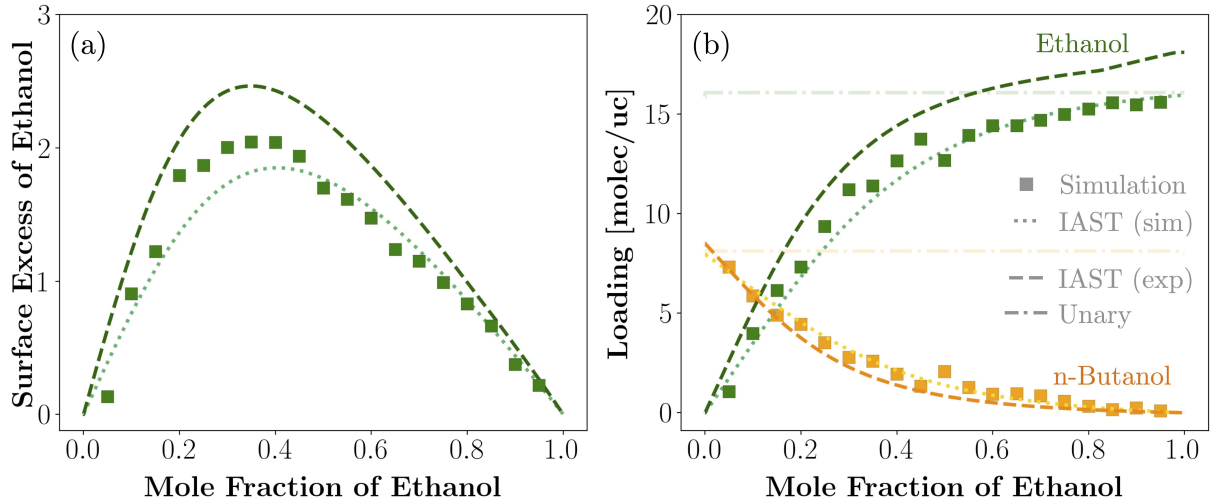 (a)
Surface Excess of Ethanol
3
2
1
0
0.0 0.2 0.4 0.6 0.8 1.0
Mole Fraction of Ethanol
(b)
Loading [molec/uc]
20
15
10
5
0
Ethanol
Simulation
IAST (sim)
IAST (exp)
Unary
n-Butanol
0.0 0.2 0.4 0.6 0.8 1.0
Mole Fraction of Ethanol